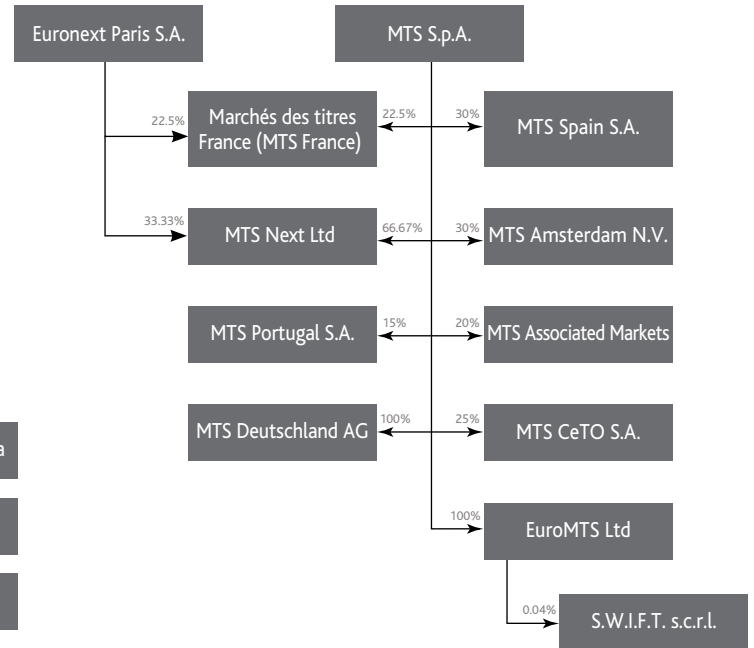 Euronext Paris S.A.
MTS S.p.A.
22.5%
Marchés des titres
France (MTS France)
22.5%
30%
MTS Spain S.A.
33.33%
MTS Next Ltd
66.67%
30%
MTS Amsterdam N.V.
MTS Portugal S.A.
15%
20%
MTS Associated Markets
MTS Deutschland AG
100%
25%
MTS CeTO S.A.
a
100%
EuroMTS Ltd
0.04%
S.W.I.F.T. s.c.r.l.